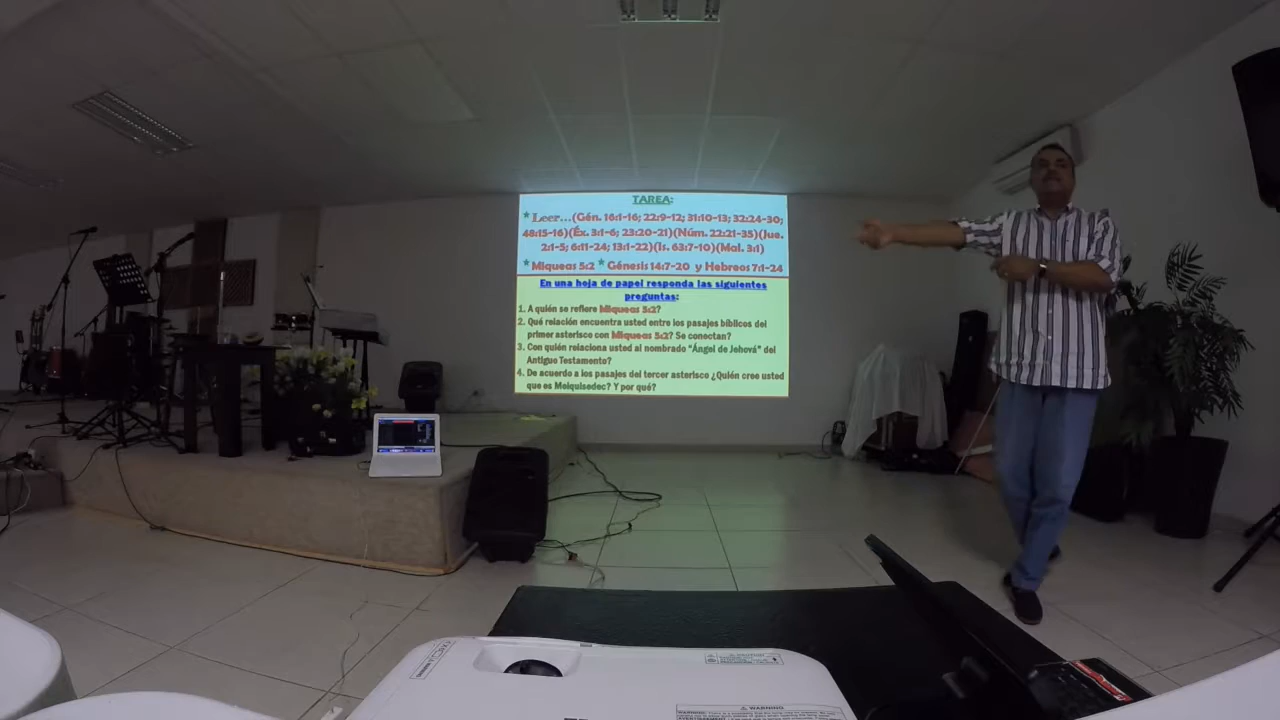 TAREA:
* Leer...(Gén. 16:1-16; 22:9-12; 31:10-13; 32:24-30;
48:15-16)(Éx. 3:1-6; 23:20-21)(Núm. 22:21-35)(Jue.
2:1-5; 6:11-24; 13:1-22)(Is. 63:7-10)(Mal. 3:1)
* Miqueas 5:2 * Génesis 14:7-20 y Hebreos 7:1-24
En una hoja de papel responda las siguientes
preguntas:
1. A quién se refiere Miqueas 5:2?
2. Qué relación encuentra usted entre los pasajes bíblicos del
primer asterisco con Miqueas 5:2? Se conectan?
3. Con quién relaciona usted al nombrado "Ángel de Jehová" del
Antiguo Testamento?
4. De acuerdo a los pasajes del tercer asterisco ¿Quién cree usted
que es Melquisedec? Y por qué?
WARNING